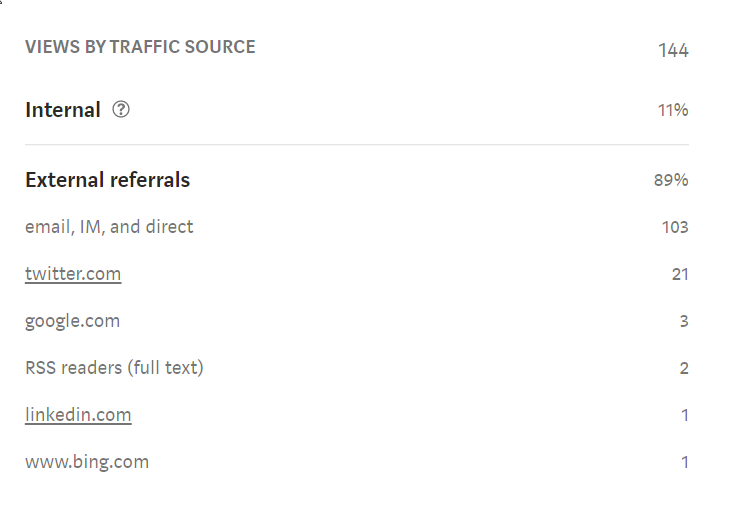 VIEWS BY TRAFFIC SOURCE 144
Internal ? 11%
External referrals 89%
email, IM, and direct 103
twitter.com 21
google.com 3
RSS readers (full text) 2
linkedin.com 1
www.bing.com 1